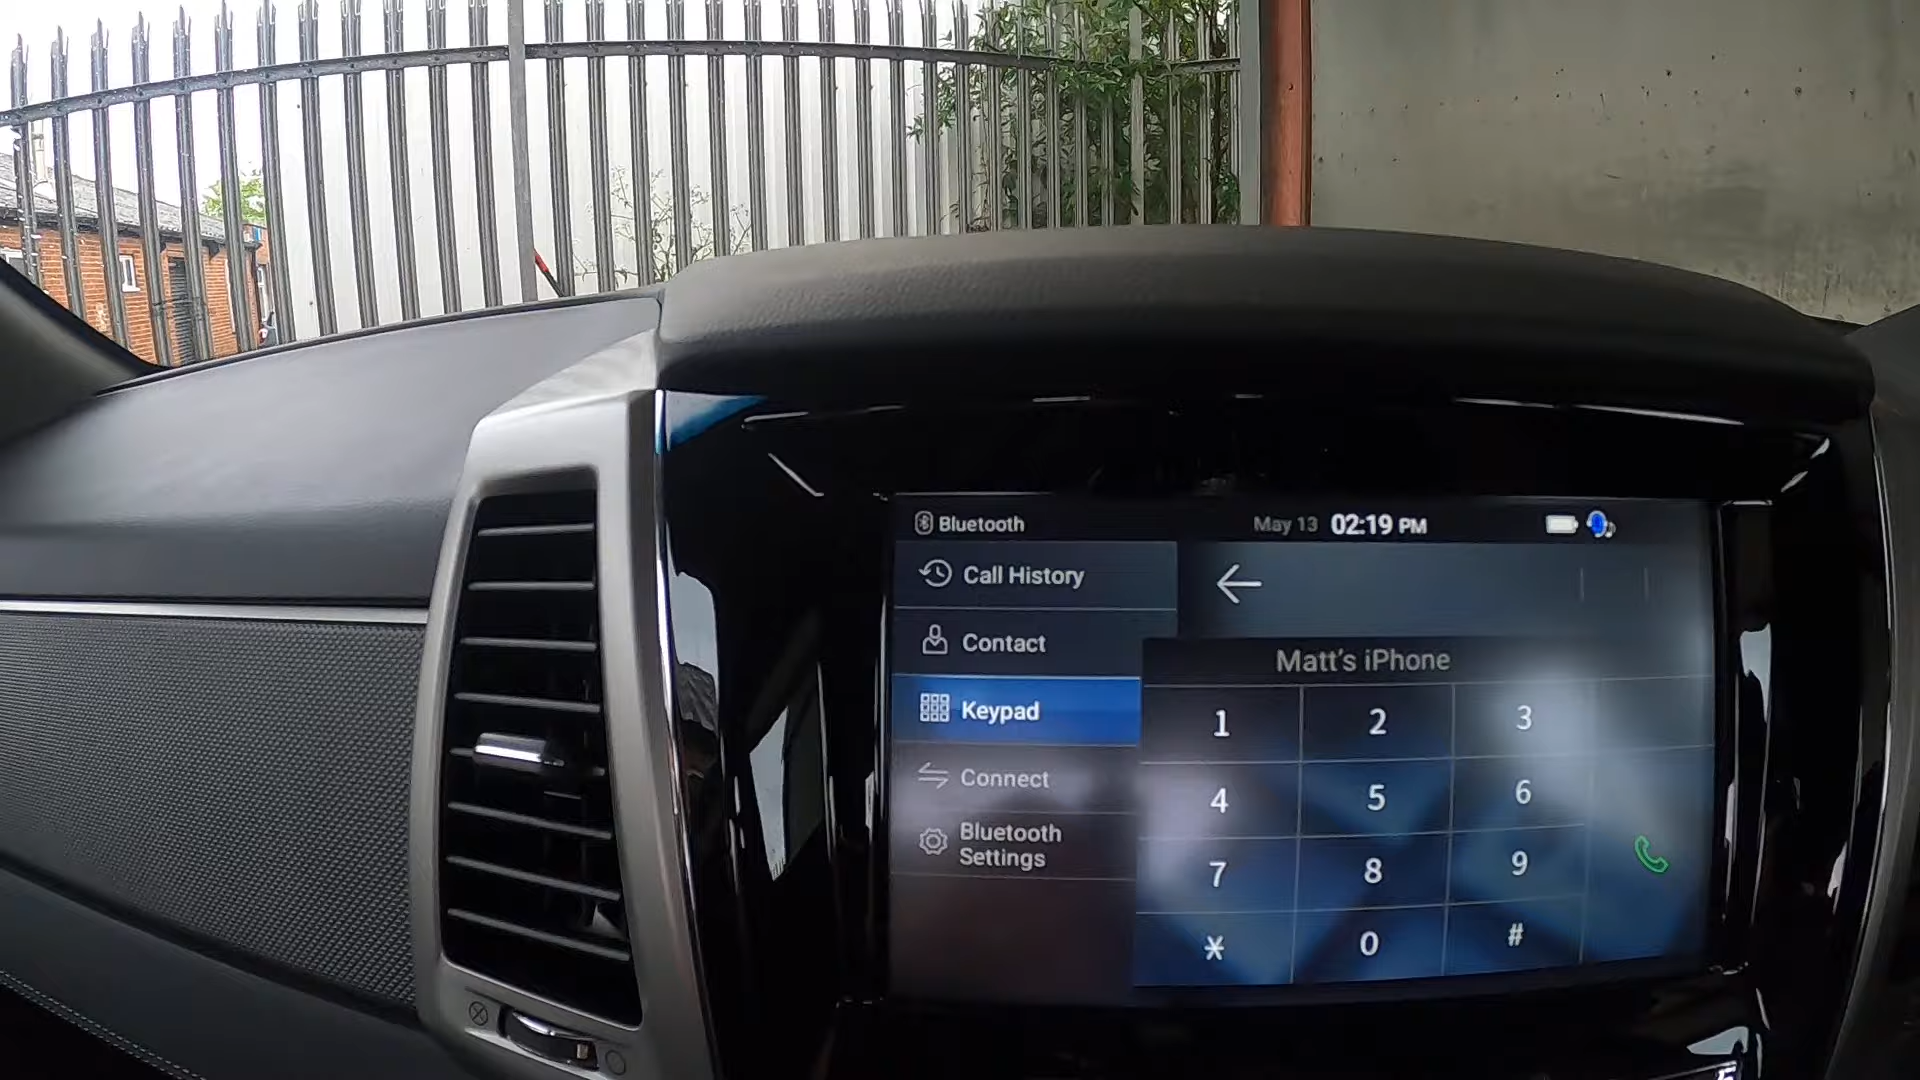 Bluetooth
May 13 02:19 PM
Call History
Contact
Keypad
Connect
Bluetooth
Settings
Matt's iPhone
1 2 3
4 5 6
7 8 9
* 0 #